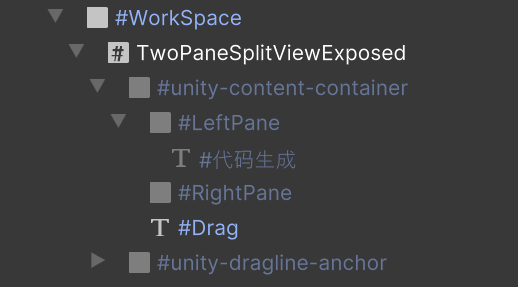 #WorkSpace
# TwoPaneSplitViewExposed
#unity-content-container
#LeftPane
T #代码生成
#RightPane
T #Drag
#unity-dragline-anchor